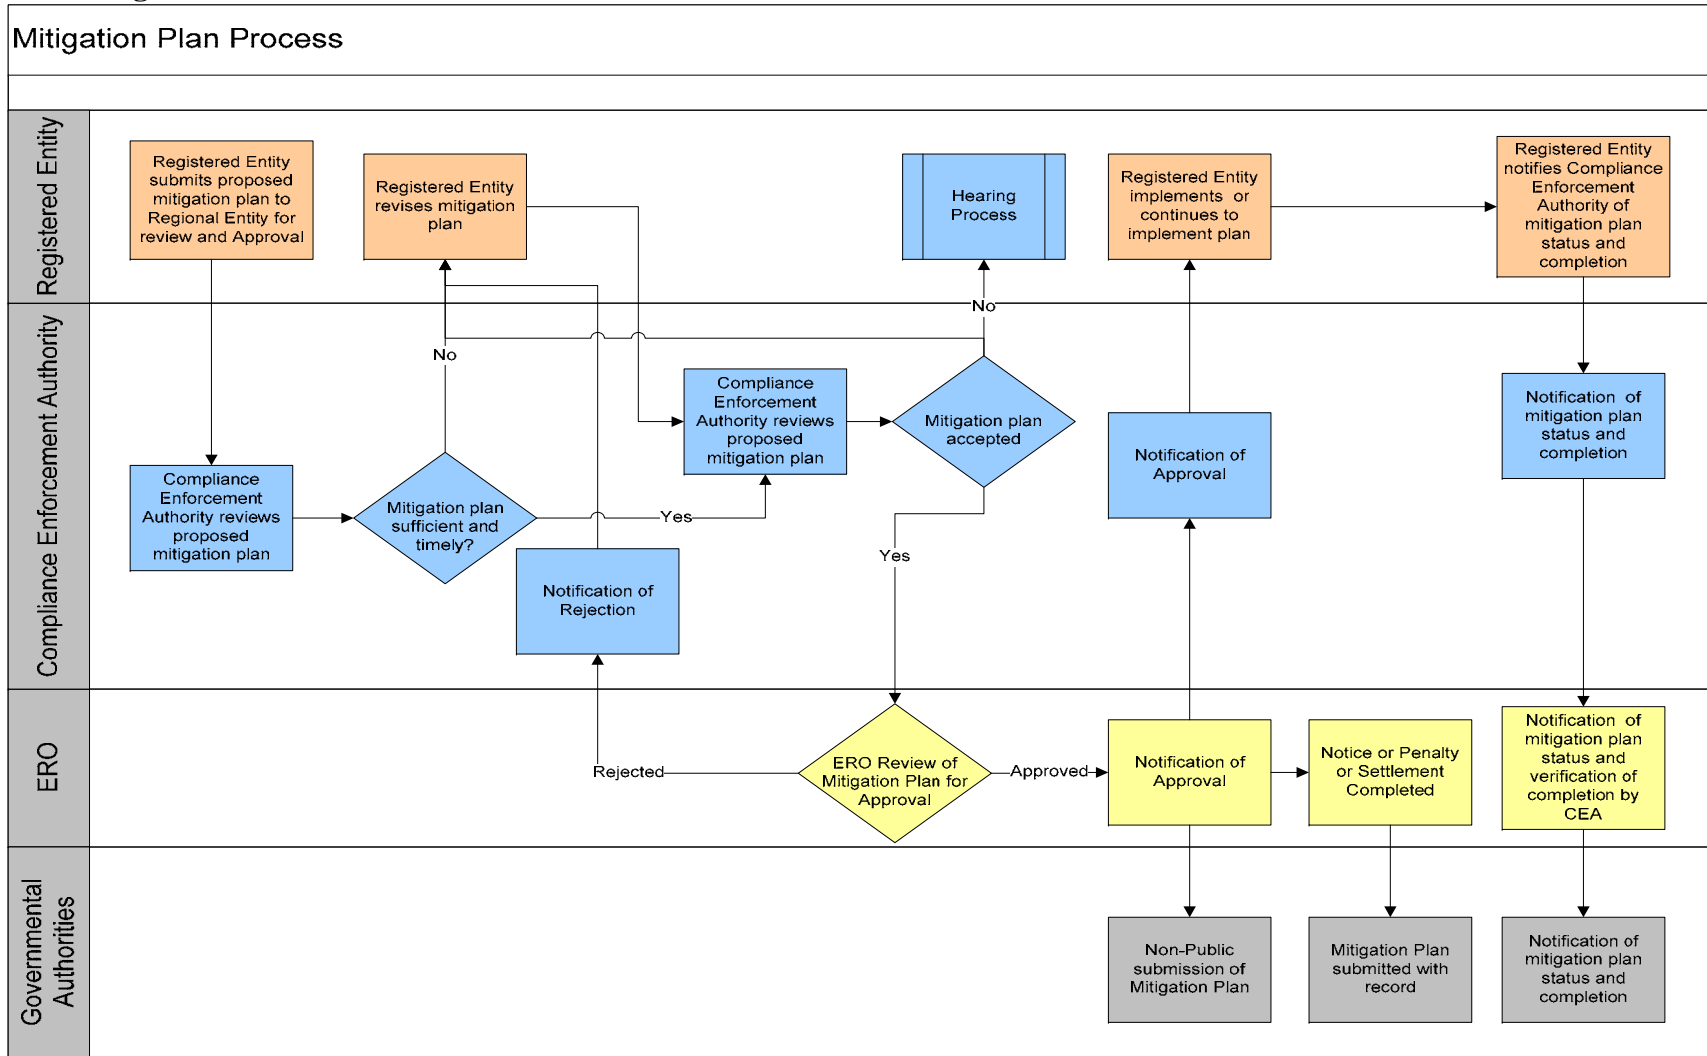 Mitigation Plan Process
Registered Entity
Registered Entity
submits proposed
mitigation plan to
Regional Entity for
review and Approval
Registered Entity
revises mitigation
plan
Hearing
Process
Registered Entity
implements or
continues to
implement plan
Registered Entity
notifies Compliance
Enforcement
Authority of
mitigation plan
status and
completion
Compliance Enforcement Authority
No
No
Compliance
Enforcement
Authority reviews
proposed
mitigation plan
Mitigation plan
sufficient and
timely?
Yes
Notification of
Rejection
Compliance
Enforcement
Authority reviews
proposed
mitigation plan
Mitigation plan
accepted
Yes
Notification of
Approval
Notification of
mitigation plan
status and
completion
ERO
Rejected
ERO Review of
Mitigation Plan for
Approval
Approved
Notification of
Approval
Notice or Penalty
or Settlement
Completed
Notification of
mitigation plan
status and
verification of
completion by
CEA
Governmental
Authorities
Non-Public
submission of
Mitigation Plan
Mitigation Plan
submitted with
record
Notification of
mitigation plan
status and
completion